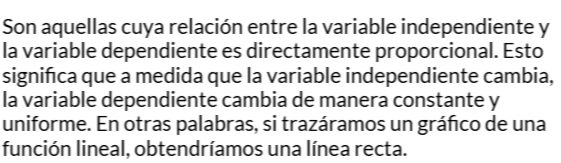 Son aquellas cuya relación entre la variable independiente y
la variable dependiente es directamente proporcional. Esto
significa que a medida que la variable independiente cambia,
la variable dependiente cambia de manera constante y
uniforme. En otras palabras, si trazáramos un gráfico de una
función lineal, obtendríamos una línea recta.